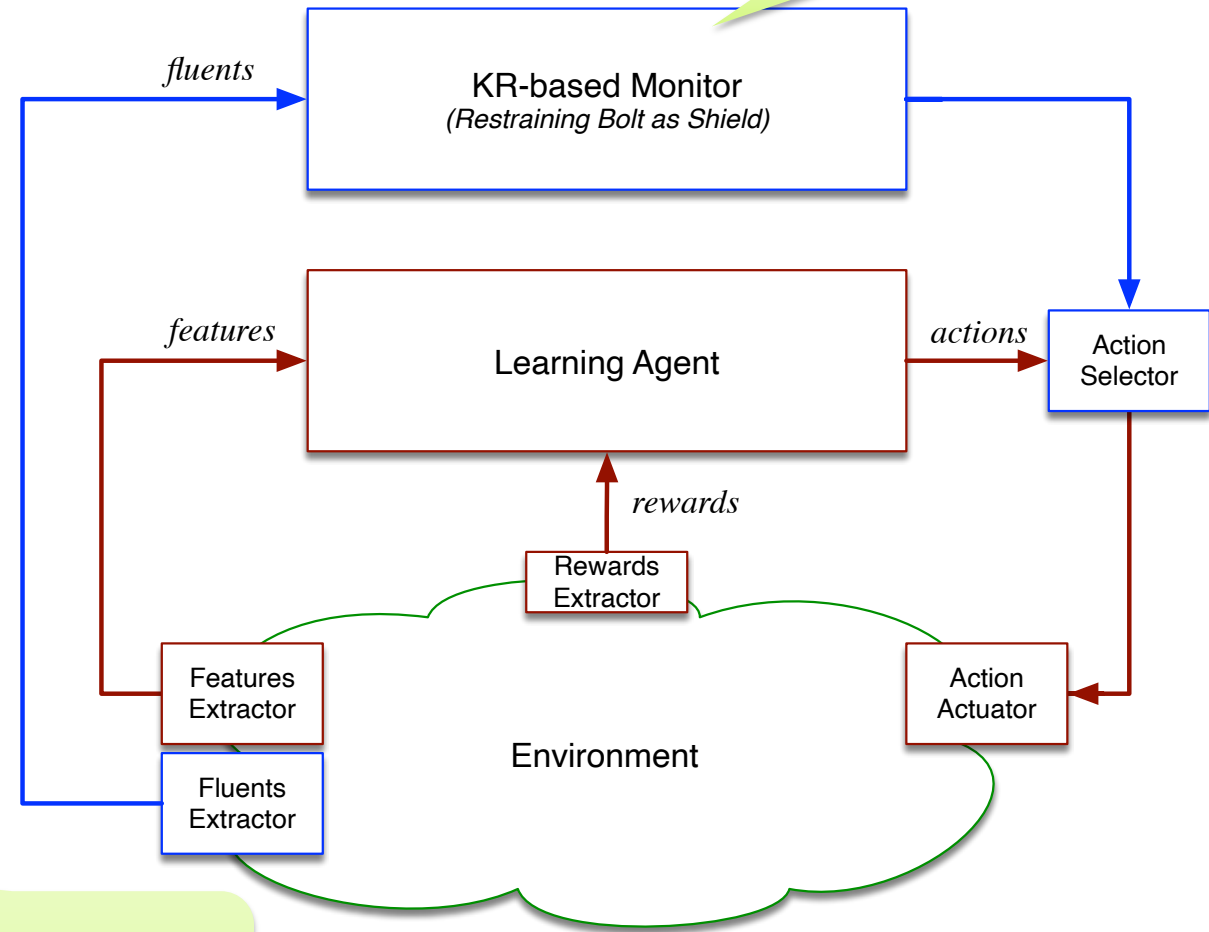 fluents
KR-based Monitor
(Restraining Bolt as Shield)
features
Learning Agent
actions
Action
Selector
rewards
Rewards
Extractor
Features
Extractor
Action
Actuator
Environment
Fluents
Extractor